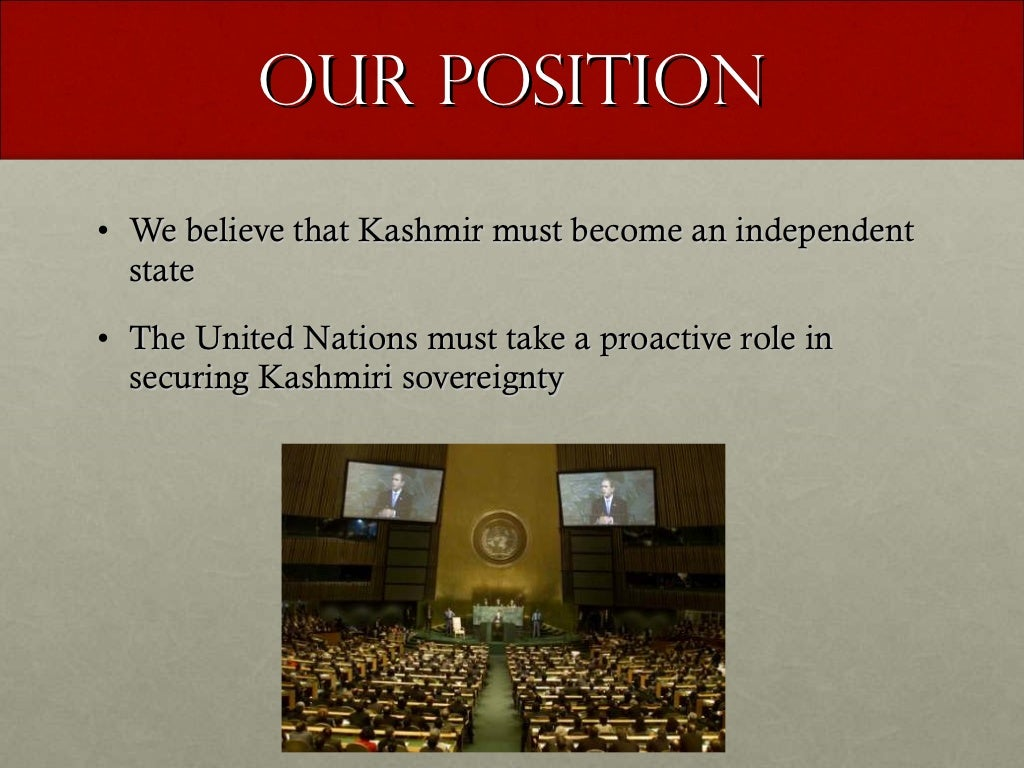 OUR POSITION
• We believe that Kashmir must become an independent
state
• The United Nations must take a proactive role in
securing Kashmiri sovereignty